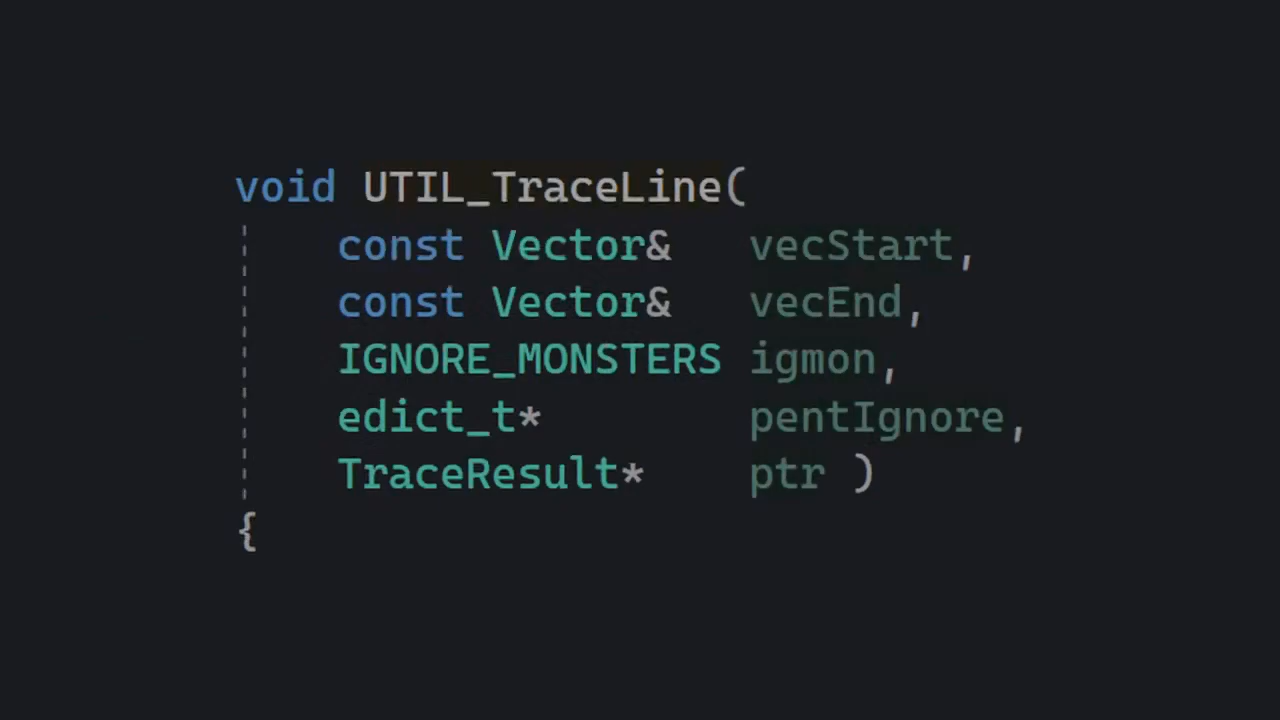 void UTIL_TraceLine(
const Vector& vecStart,
const Vector& vecEnd,
IGNORE_MONSTERS igmon,
edict_t* pentIgnore,
TraceResult* ptr )
{